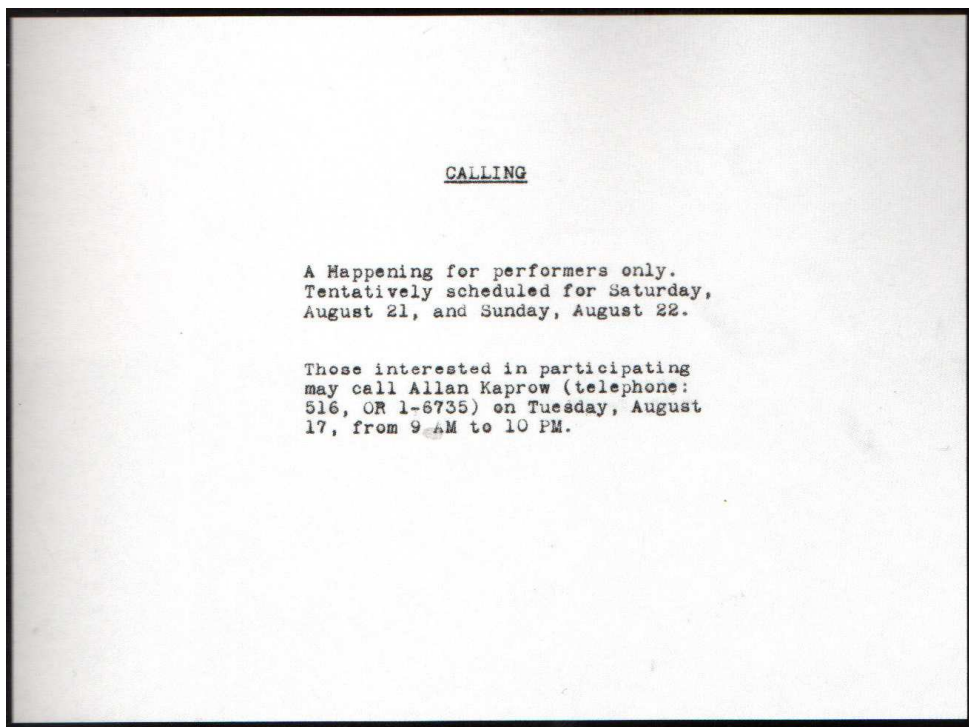 CALLING
A Happening for performers only.
Tentatively scheduled for Saturday,
August 21, and Sunday, August 22.
Those interested in participating
may call Allan Kaprow (telephone:
516, OR 1-6735) on Tuesday, August
17, from 9 AM to 10 PM.